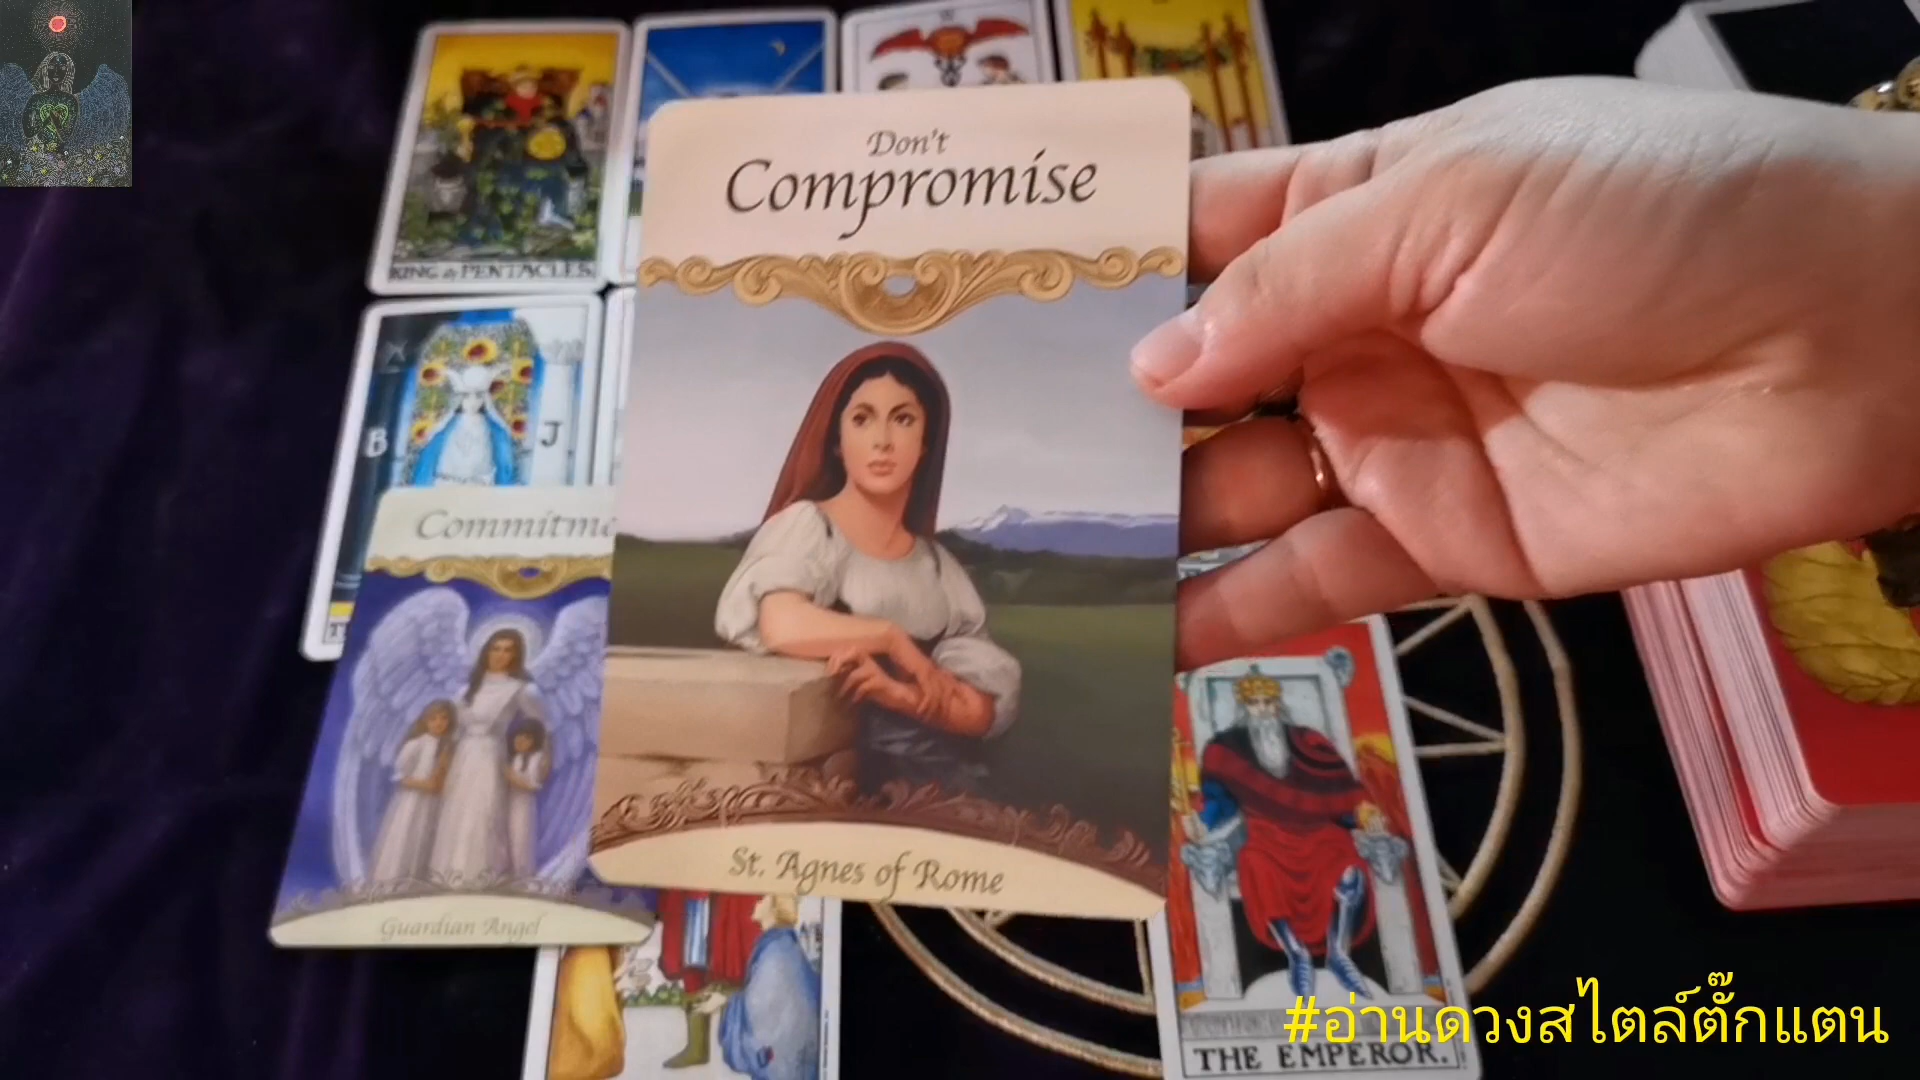 Don't
Compromise
KING of PENTACLES
B
J
Guardian Angel
St. Agnes of Rome
THE EMPEROR.
#อ่านดวงสไตล์ตั๊กแตน